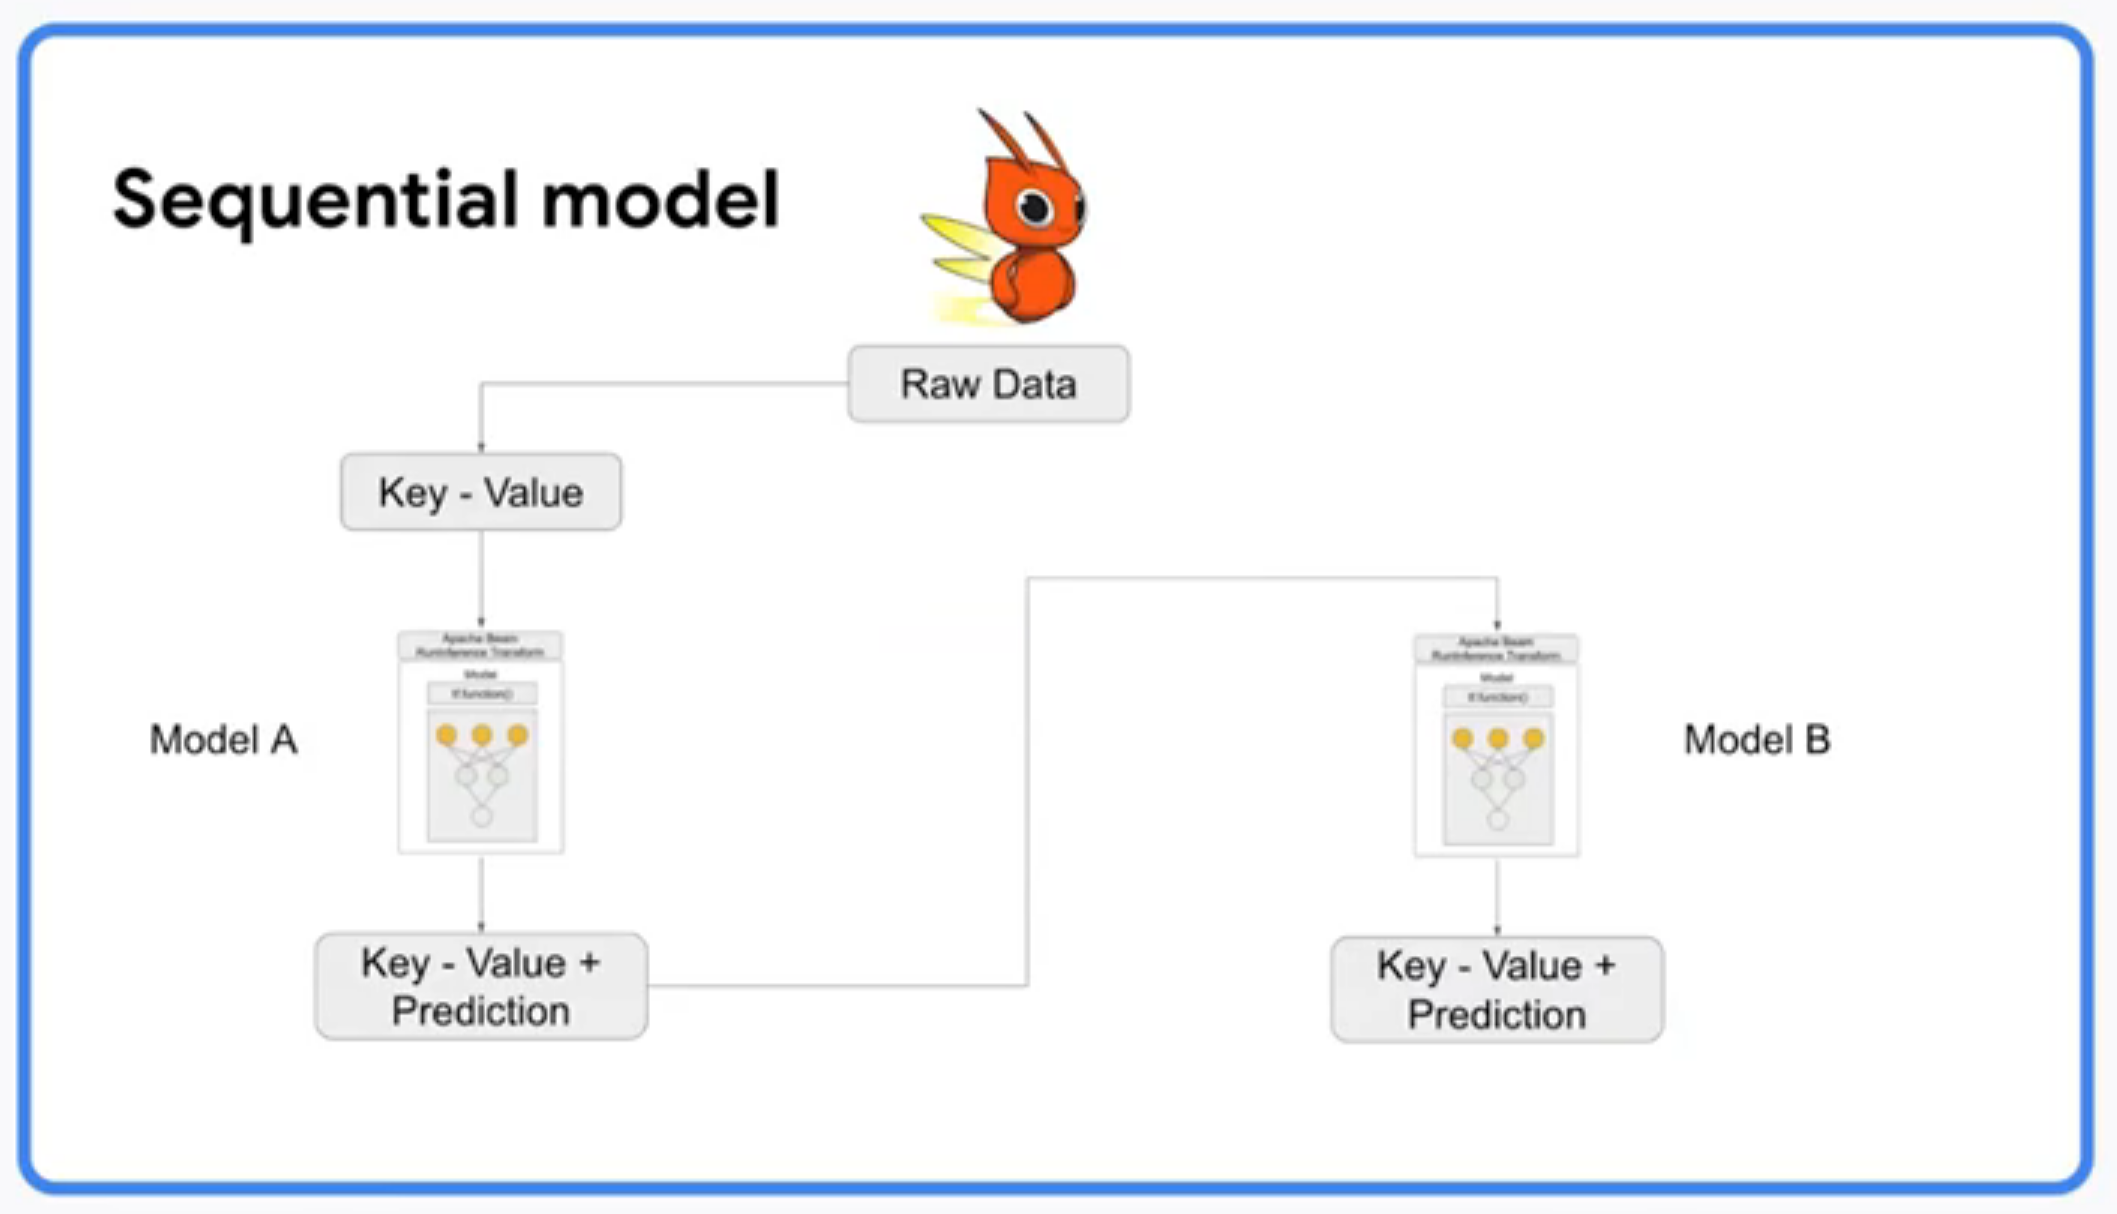 Sequential model
Raw Data
Key - Value
Apache Beam
RunInference Transform
Model
tf.function()
Model A
Key - Value +
Prediction
Apache Beam
RunInference Transform
Model
tf.function()
Model B
Key - Value +
Prediction